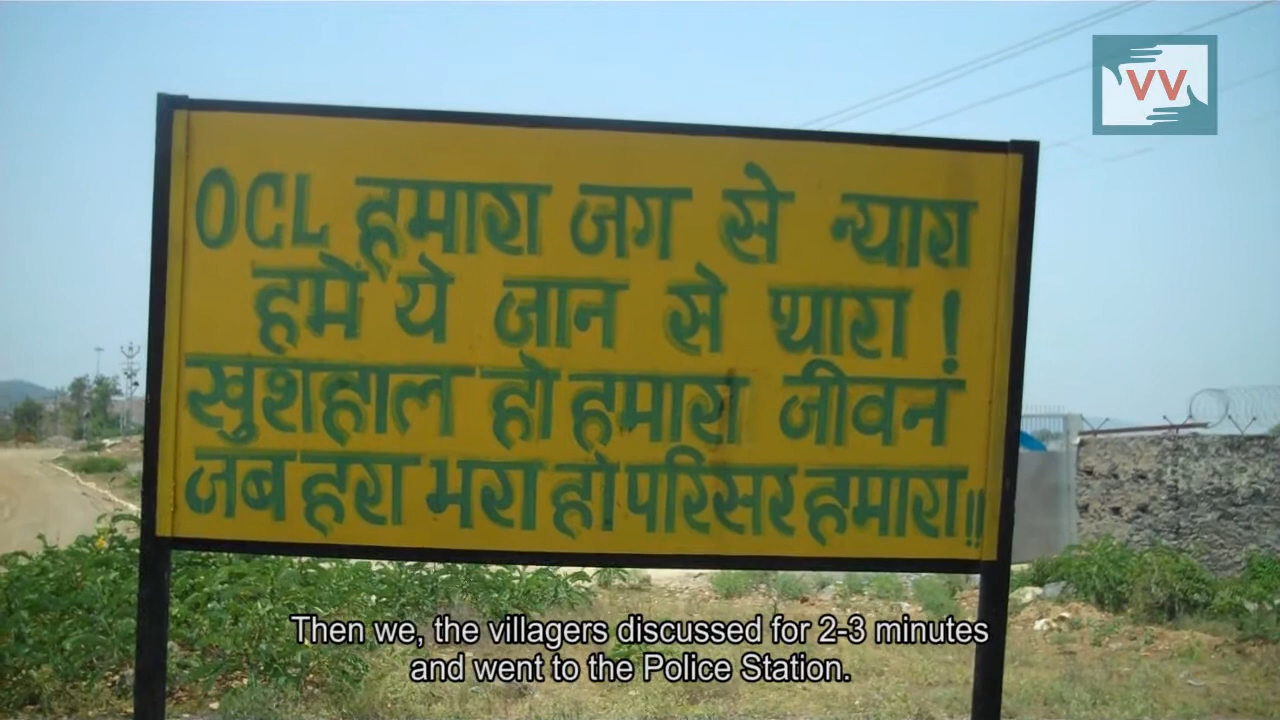 VV
OCL हमारा जग से न्यारा
हमें ये जान से प्यारा !
खुशहाल हो हमारा जीवन
जब हरा भरा हो परिसर हमारा !!
Then we, the villagers discussed for 2-3 minutes
and went to the Police Station.